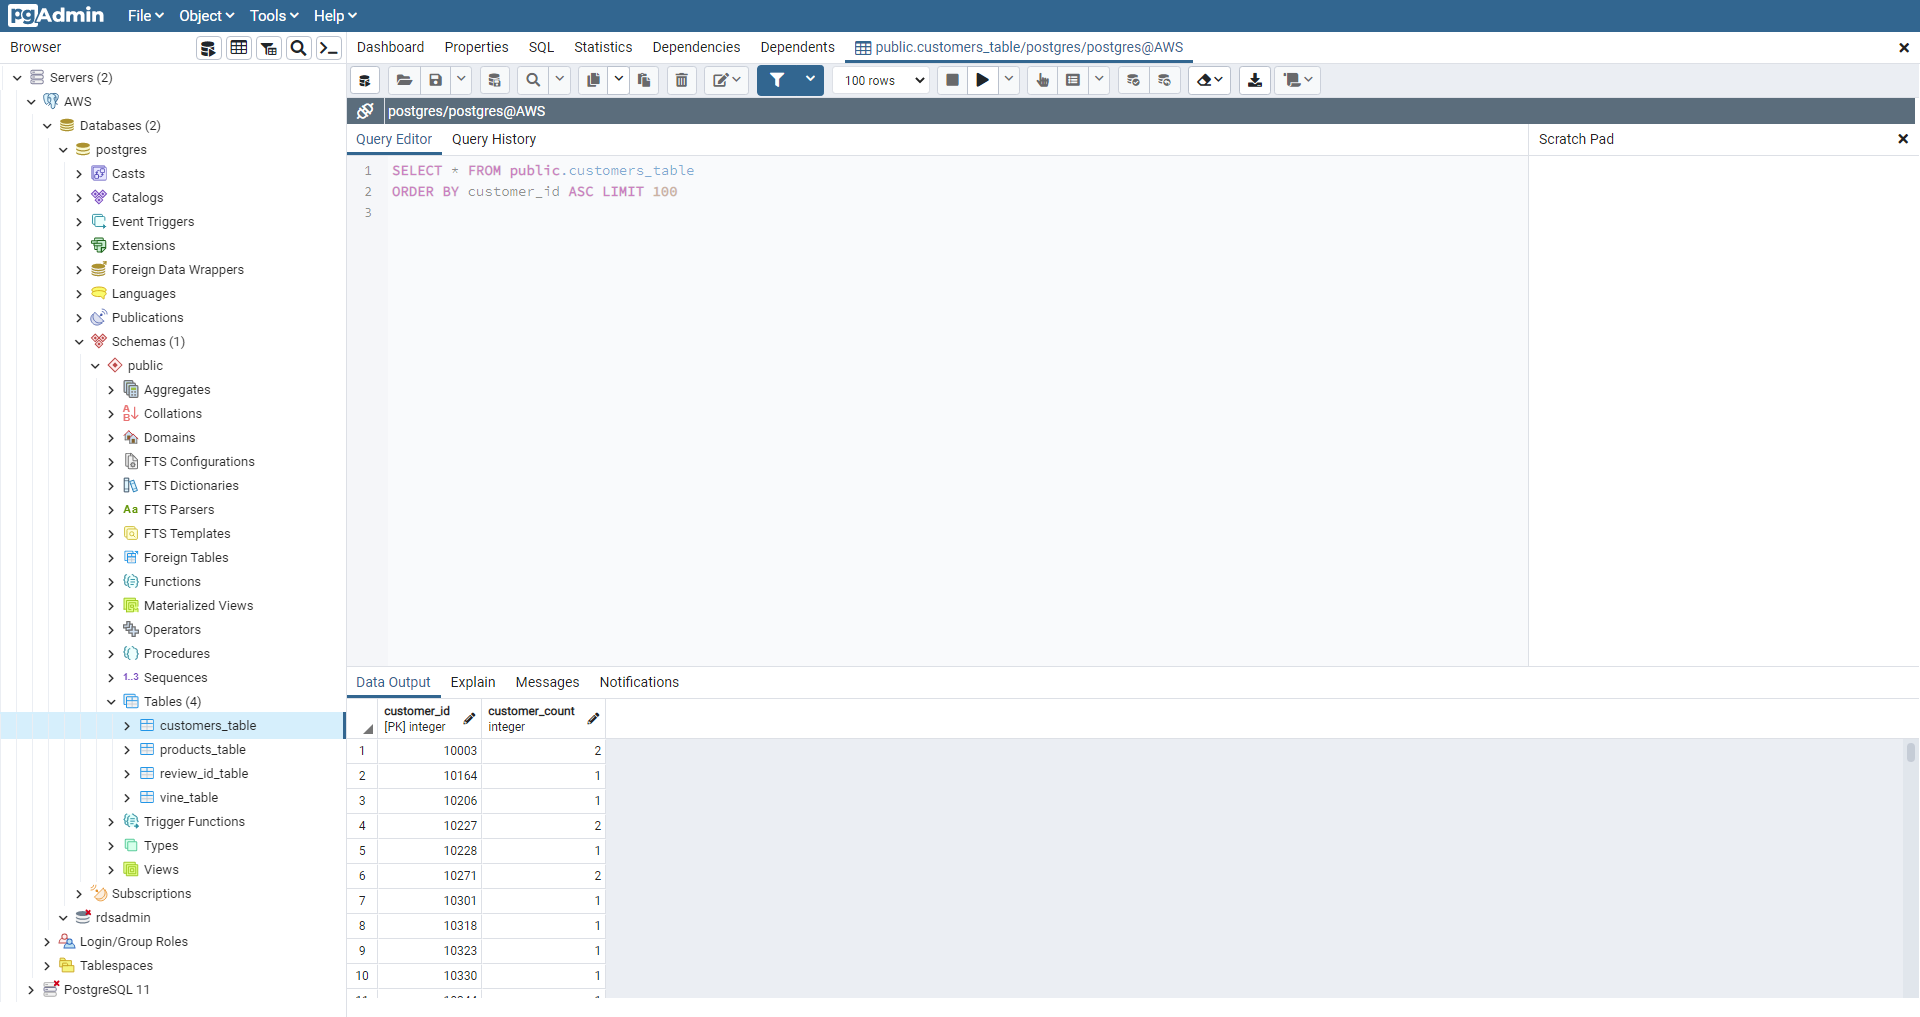 pgAdmin File Object Tools Help
Browser
Dashboard Properties SQL Statistics Dependencies Dependents public.customers_table/postgres/postgres@AWS
Servers (2)
AWS
Databases (2)
postgres
Casts
Catalogs
Event Triggers
Extensions
Foreign Data Wrappers
Languages
Publications
Schemas (1)
public
Aggregates
Collations
Domains
FTS Configurations
FTS Dictionaries
Aa FTS Parsers
FTS Templates
Foreign Tables
Functions
Materialized Views
Operators
Procedures
1..3 Sequences
Tables (4)
customers_table
products_table
review_id_table
vine_table
Trigger Functions
Types
Views
Subscriptions
rdsadmin
Login/Group Roles
Tablespaces
PostgreSQL 11
100 rows
postgres/postgres@AWS
Query Editor Query History
1 SELECT * FROM public.customers_table
2 ORDER BY customer_id ASC LIMIT 100
3
Scratch Pad
Data Output Explain Messages Notifications
customer_id customer_count
[PK] integer integer
1 10003 2
2 10164 1
3 10206 1
4 10227 2
5 10228 1
6 10271 2
7 10301 1
8 10318 1
9 10323 1
10 10330 1